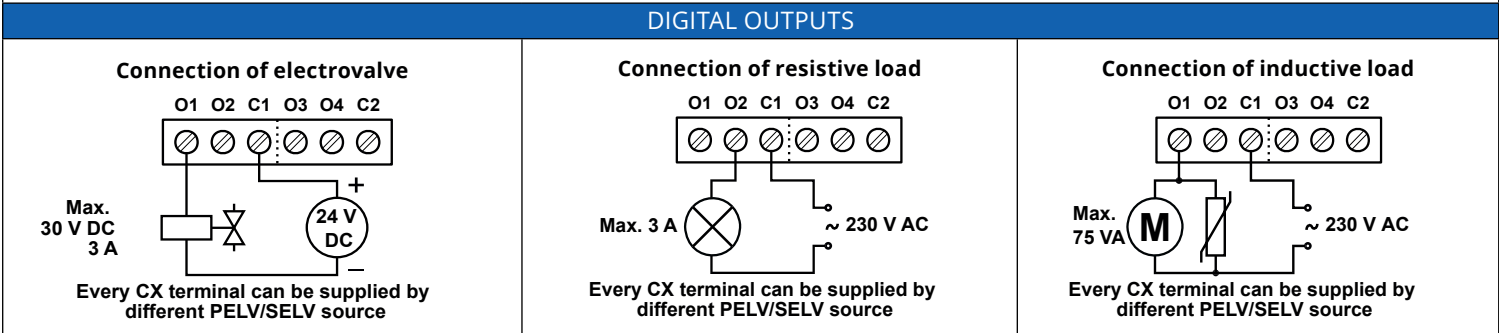 DIGITAL OUTPUTS
Connection of electrovalve
O1 O2 C1 O3 O4 C2
Max.
30 V DC
3 A
+
24 V
DC
–
Every CX terminal can be supplied by
different PELV/SELV source
Connection of resistive load
O1 O2 C1 O3 O4 C2
Max. 3 A
~ 230 V AC
Every CX terminal can be supplied by
different PELV/SELV source
Connection of inductive load
O1 O2 C1 O3 O4 C2
Max.
75 VA
M
~ 230 V AC
Every CX terminal can be supplied by
different PELV/SELV source